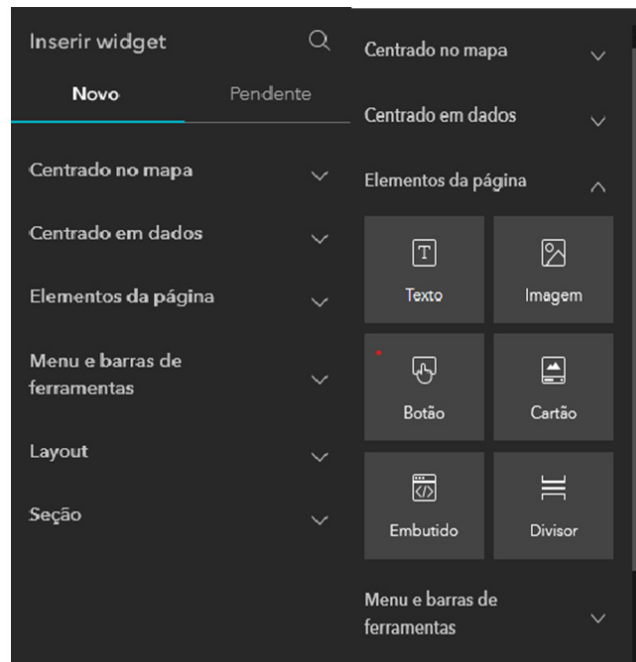 Inserir widget
Novo Pendente
Centrado no mapa
Centrado em dados
Elementos da página
Menu e barras de
ferramentas
Layout
Seção
Centrado no mapa
Centrado em dados
Elementos da página
T
Texto Imagem
Botão Cartão
</>
Embutido Divisor
Menu e barras de
ferramentas